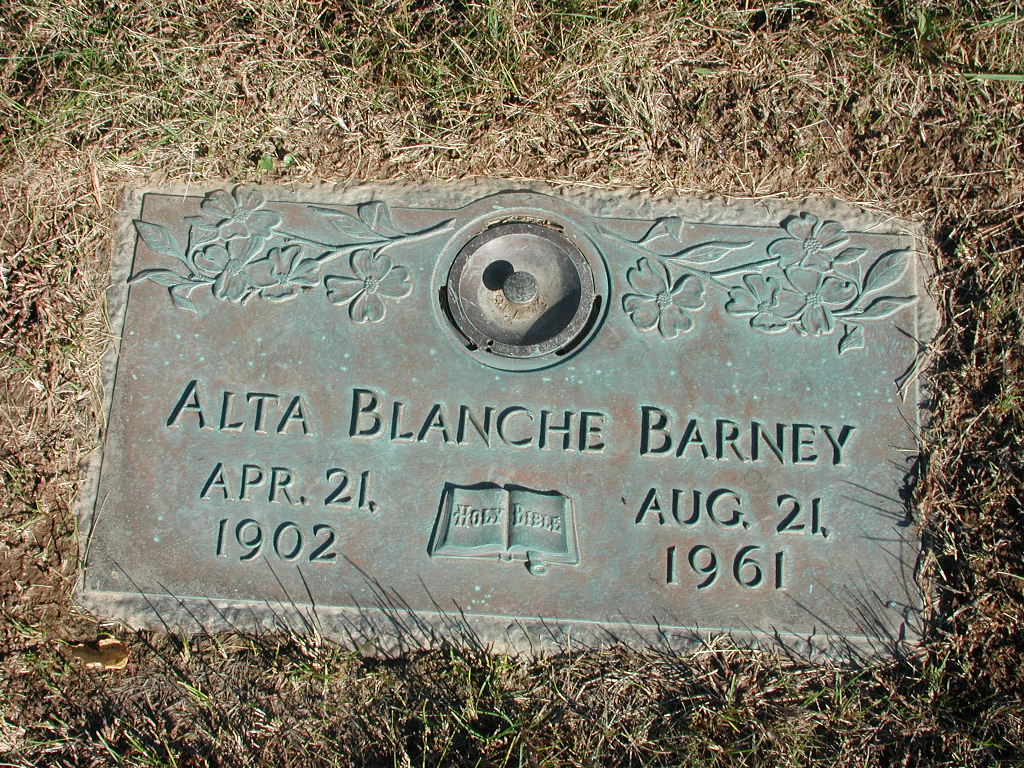 ALTA BLANCHE BARNEY
APR. 21,
1902
HOLY BIBLE
AUG. 21,
1961